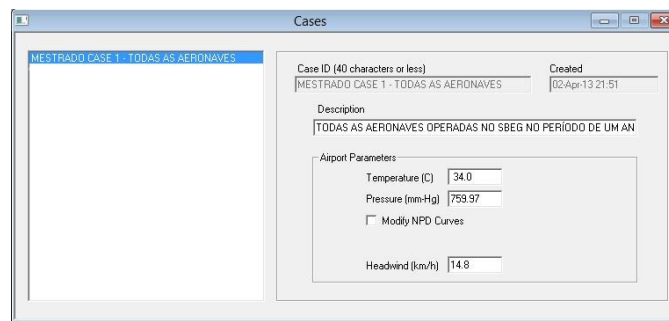 Cases
MESTRADO CASE 1 - TODAS AS AERONAVES
Case ID (40 characters or less)
Created
MESTRADO CASE 1 - TODAS AS AERONAVES
02-Apr-13 21:51
Description
TODAS AS AERONAVES OPERADAS NO SBEG NO PERÍODO DE UM AN
Airport Parameters
Temperature (C) 34.0
Pressure (mm-Hg) 759.97
Modify NPD Curves
Headwind (km/h) 14.8